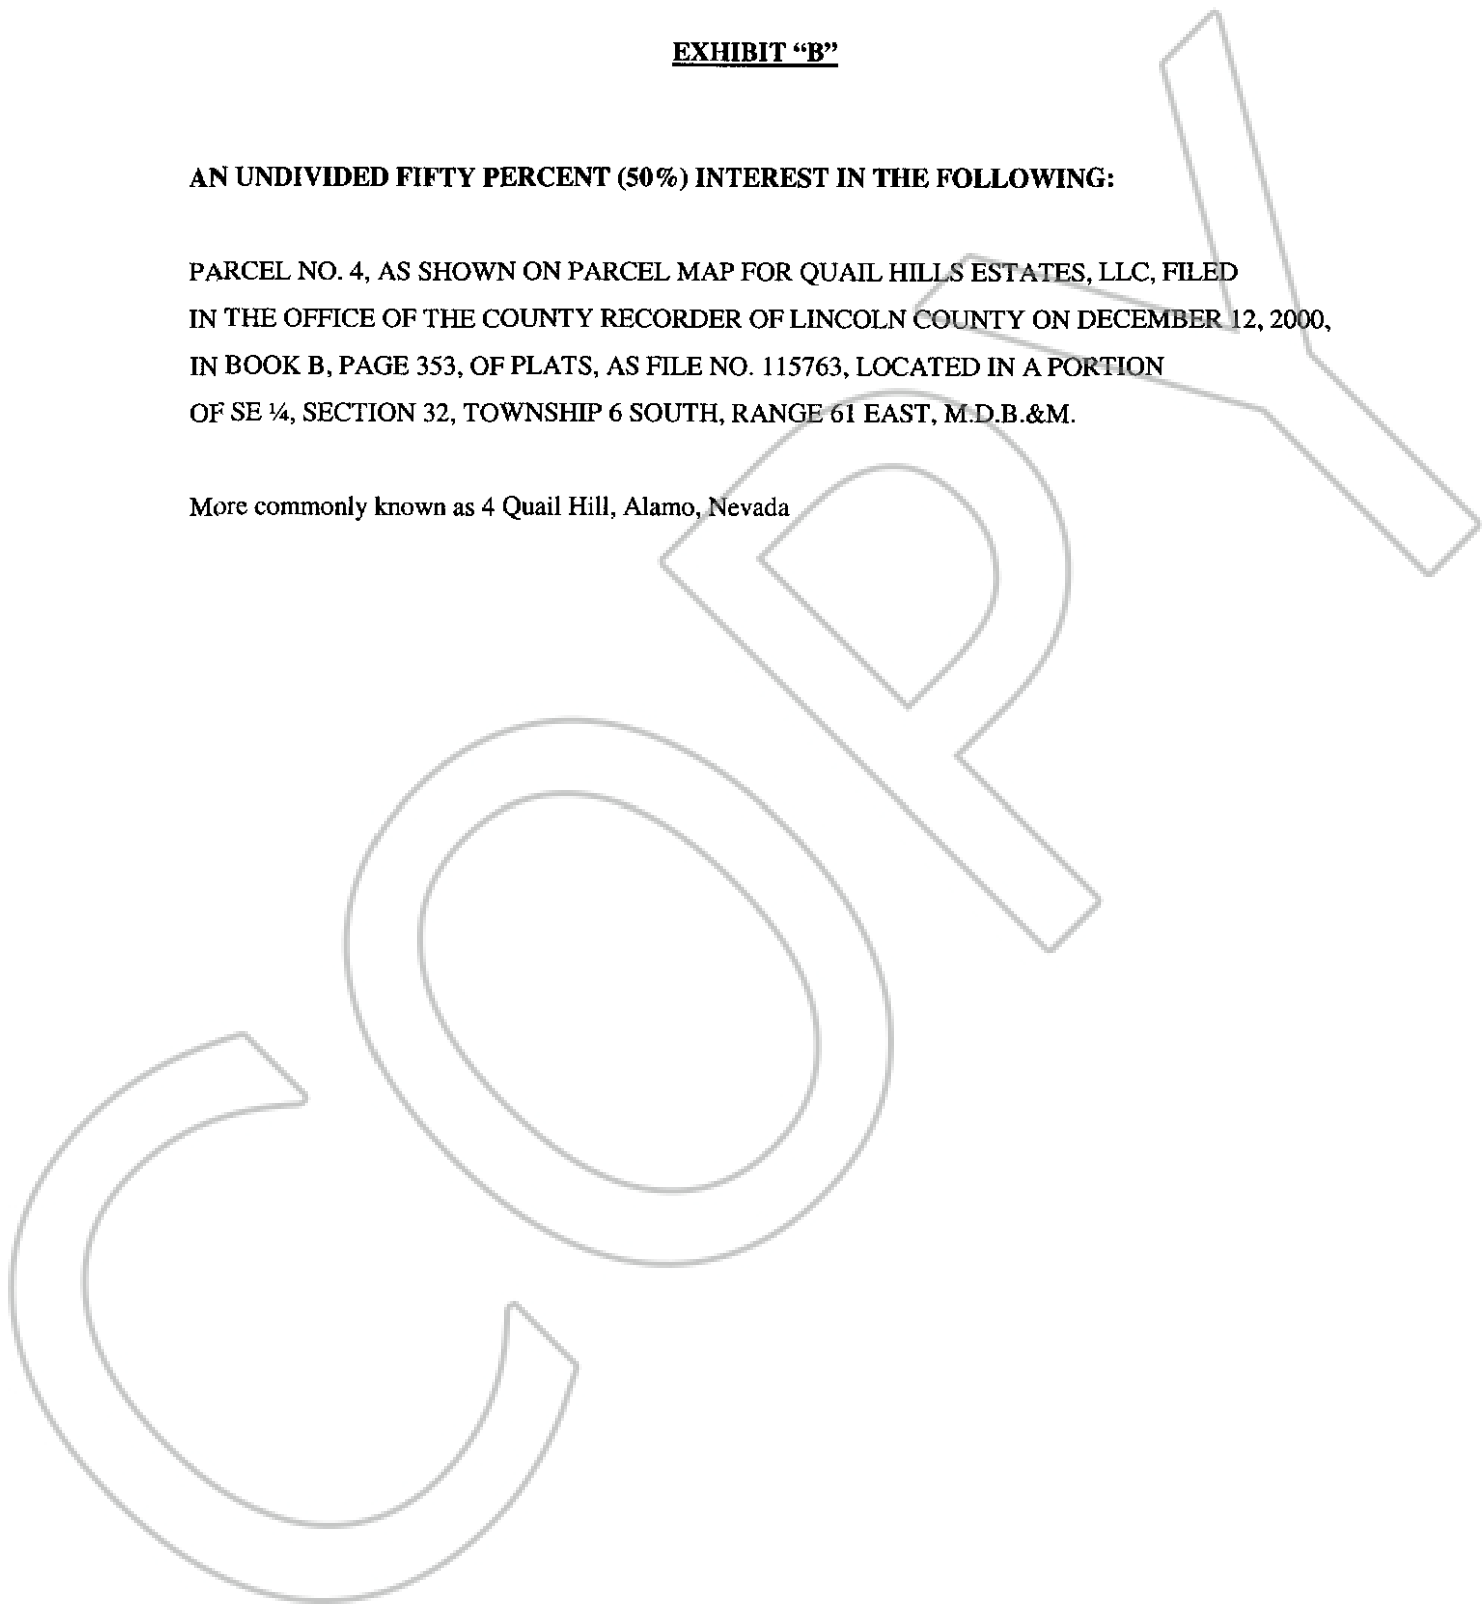 EXHIBIT “B”
AN UNDIVIDED FIFTY PERCENT (50%) INTEREST IN THE FOLLOWING:
PARCEL NO. 4, AS SHOWN ON PARCEL MAP FOR QUAIL HILLS ESTATES, LLC, FILED
IN THE OFFICE OF THE COUNTY RECORDER OF LINCOLN COUNTY ON DECEMBER 12, 2000,
IN BOOK B, PAGE 353, OF PLATS, AS FILE NO. 115763, LOCATED IN A PORTION
OF SE ¼, SECTION 32, TOWNSHIP 6 SOUTH, RANGE 61 EAST, M.D.B.&M.
More commonly known as 4 Quail Hill, Alamo, Nevada
COPY